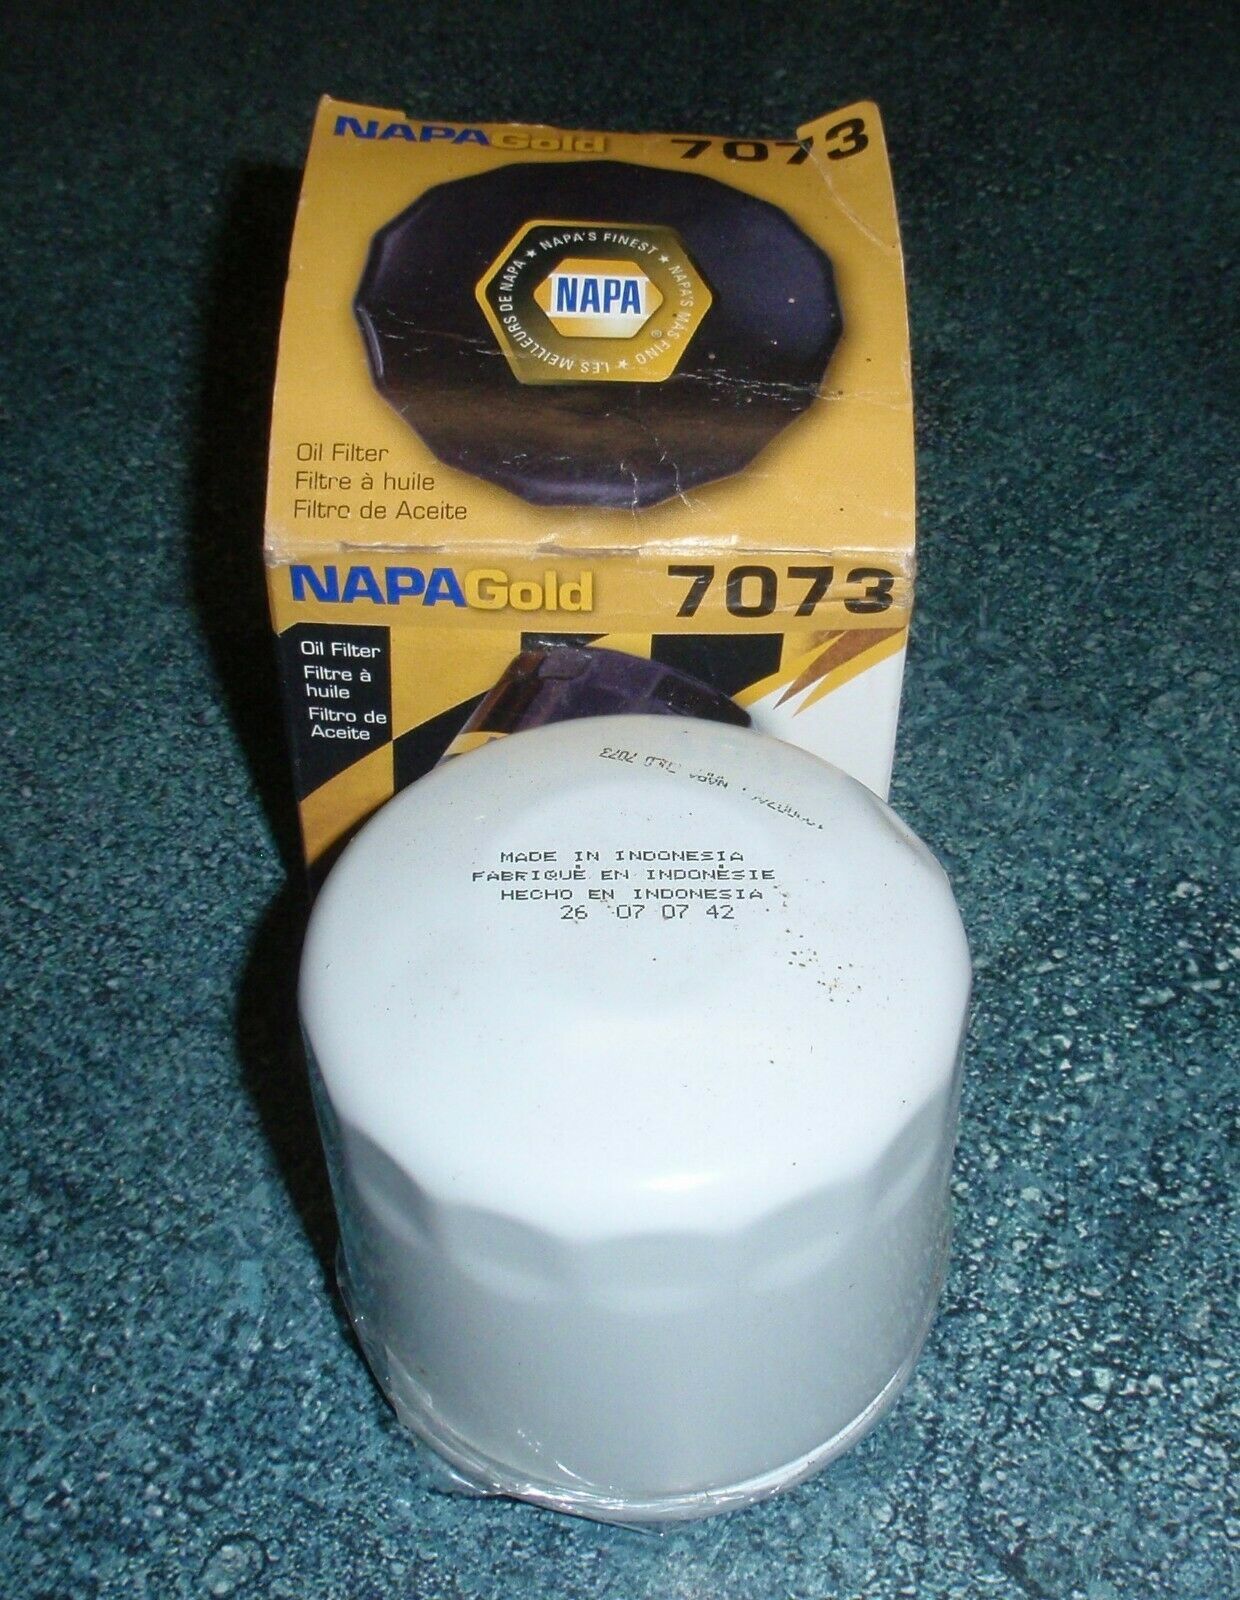 NAPAGold 7073
NAPA'S FINEST ★ NAPA'S MAS FINO ★ LES MEILLEURS DE NAPA ★
NAPA
®
Oil Filter
Filtre à huile
Filtro de Aceite
NAPAGold 7073
Oil Filter
Filtre à
huile
Filtro de
Aceite
NAPA 7073
MADE IN INDONESIA
FABRIQUÉ EN INDONÉSIE
HECHO EN INDONESIA
26 07 07 42